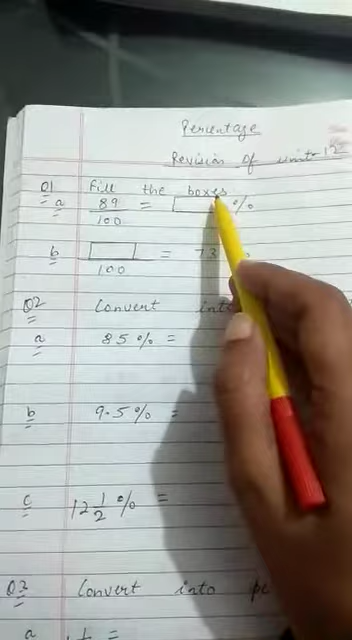 Percentage
Revision of unit-12
Q1 Fill the boxes
a 89/100 = %
b /100 = 73
Q2 Convert into
a 85% =
b 9.5% =
c 12 1/2 % =
Q3 Convert into pe
a